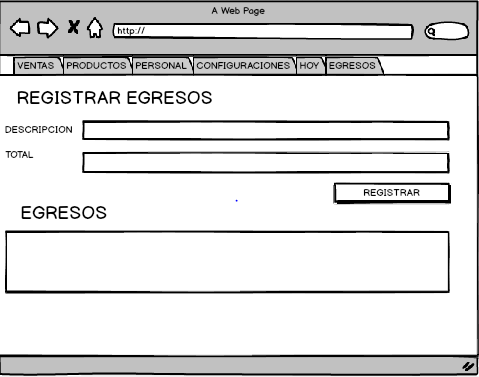 A Web Page
http://
VENTAS PRODUCTOS PERSONAL CONFIGURACIONES HOY EGRESOS
REGISTRAR EGRESOS
DESCRIPCION
TOTAL
REGISTRAR
EGRESOS